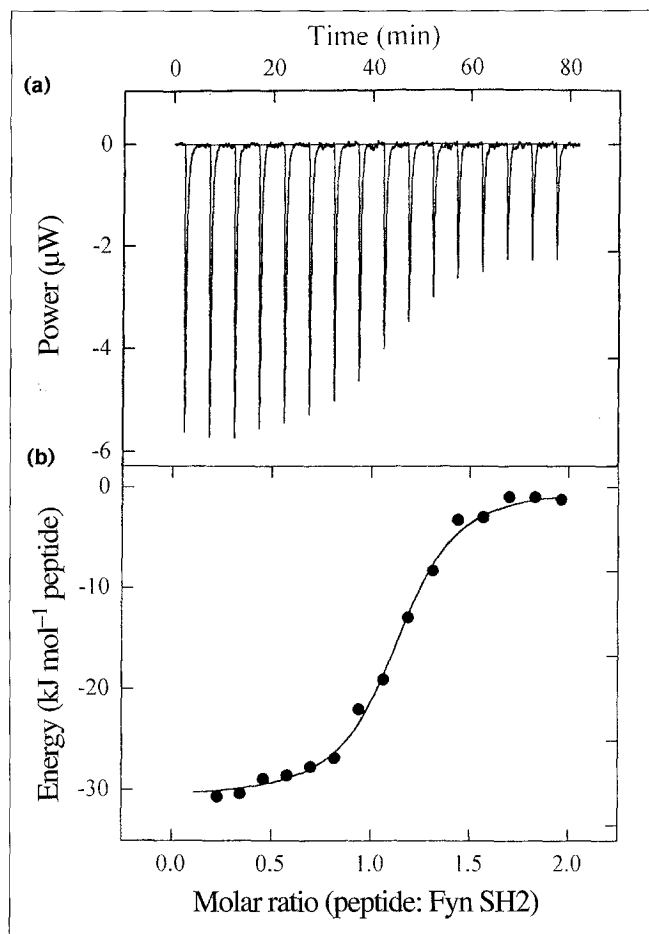 Time (min)
0 20 40 60 80
(a)
0
-2
-4
-6
Power (µW)
(b)
0
-10
-20
-30
Energy (kJ mol⁻¹ peptide)
0.0 0.5 1.0 1.5 2.0
Molar ratio (peptide: Fyn SH2)